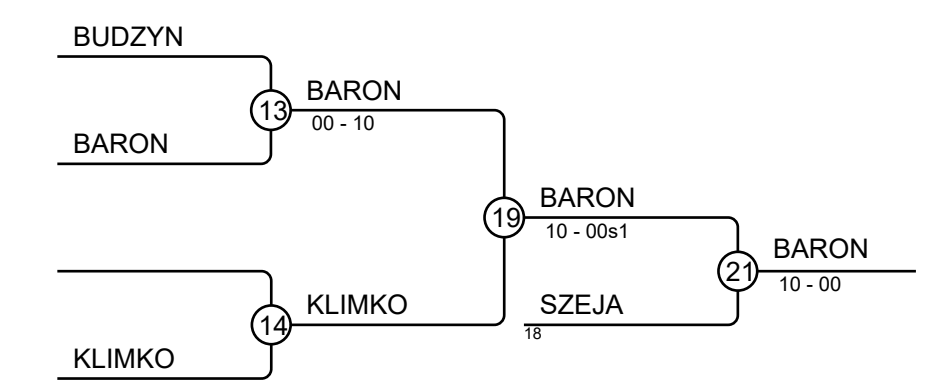 BUDZYN
BARON
13
00 - 10
BARON
BARON
19
10 - 00s1
BARON
21
10 - 00
KLIMKO
SZEJA
14
18
KLIMKO